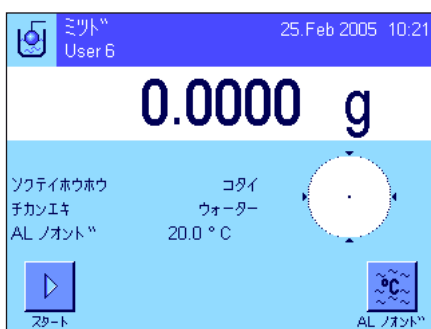 ミツド
User 6
25.Feb 2005 10:21
0.0000 g
ソクテイホウホウ コタイ
チカンエキ ウォーター
AL ノオンド 20.0 °C
°C
スタート
AL ノオンド